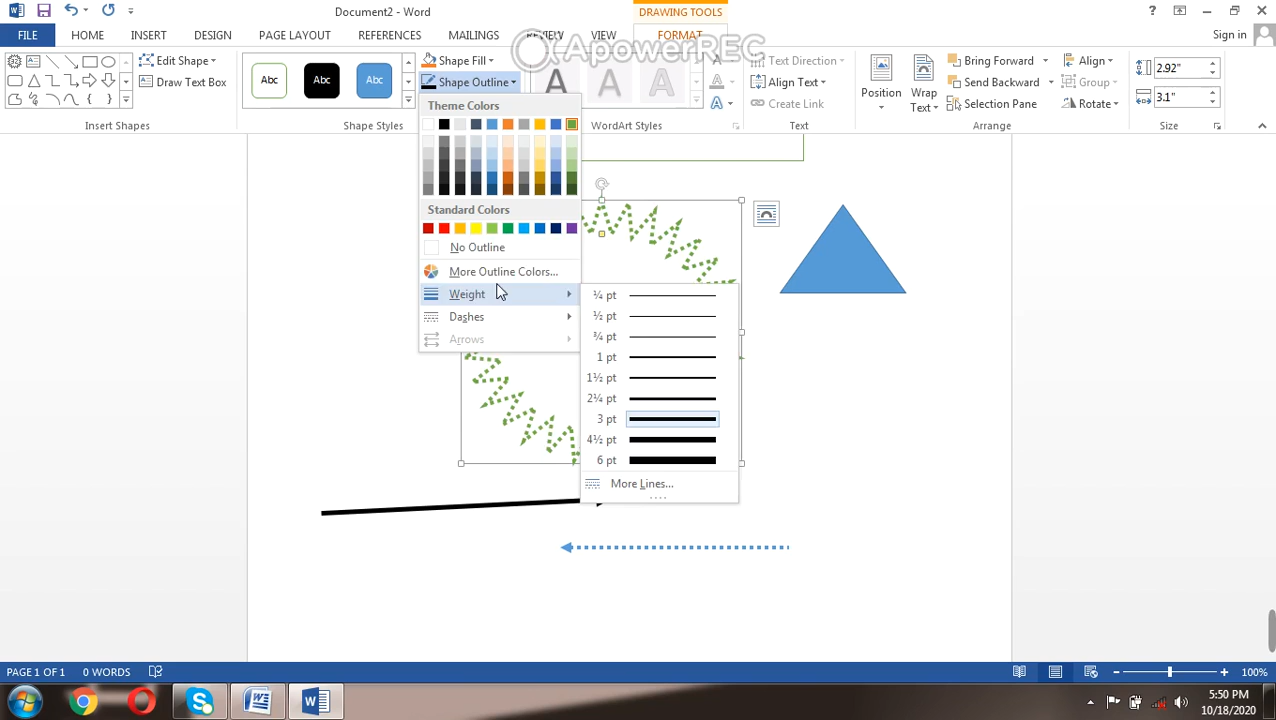 Document2 - Word
DRAWING TOOLS
FILE
HOME
INSERT
DESIGN
PAGE LAYOUT
REFERENCES
MAILINGS
REVIEW
VIEW
FORMAT
Sign in
ApowerREC
Edit Shape
Draw Text Box
Insert Shapes
Abc
Abc
Abc
Shape Styles
Shape Fill
Shape Outline
A
A
A
WordArt Styles
Text Direction
Align Text
Create Link
Text
Position
Wrap
Text
Bring Forward
Send Backward
Selection Pane
Align
Group
Rotate
Arrange
2.92"
3.1"
Size
Theme Colors
Standard Colors
No Outline
More Outline Colors...
Weight
Dashes
Arrows
¼ pt
½ pt
¾ pt
1 pt
1½ pt
2¼ pt
3 pt
4½ pt
6 pt
More Lines...
PAGE 1 OF 1
0 WORDS
100%
5:50 PM
10/18/2020